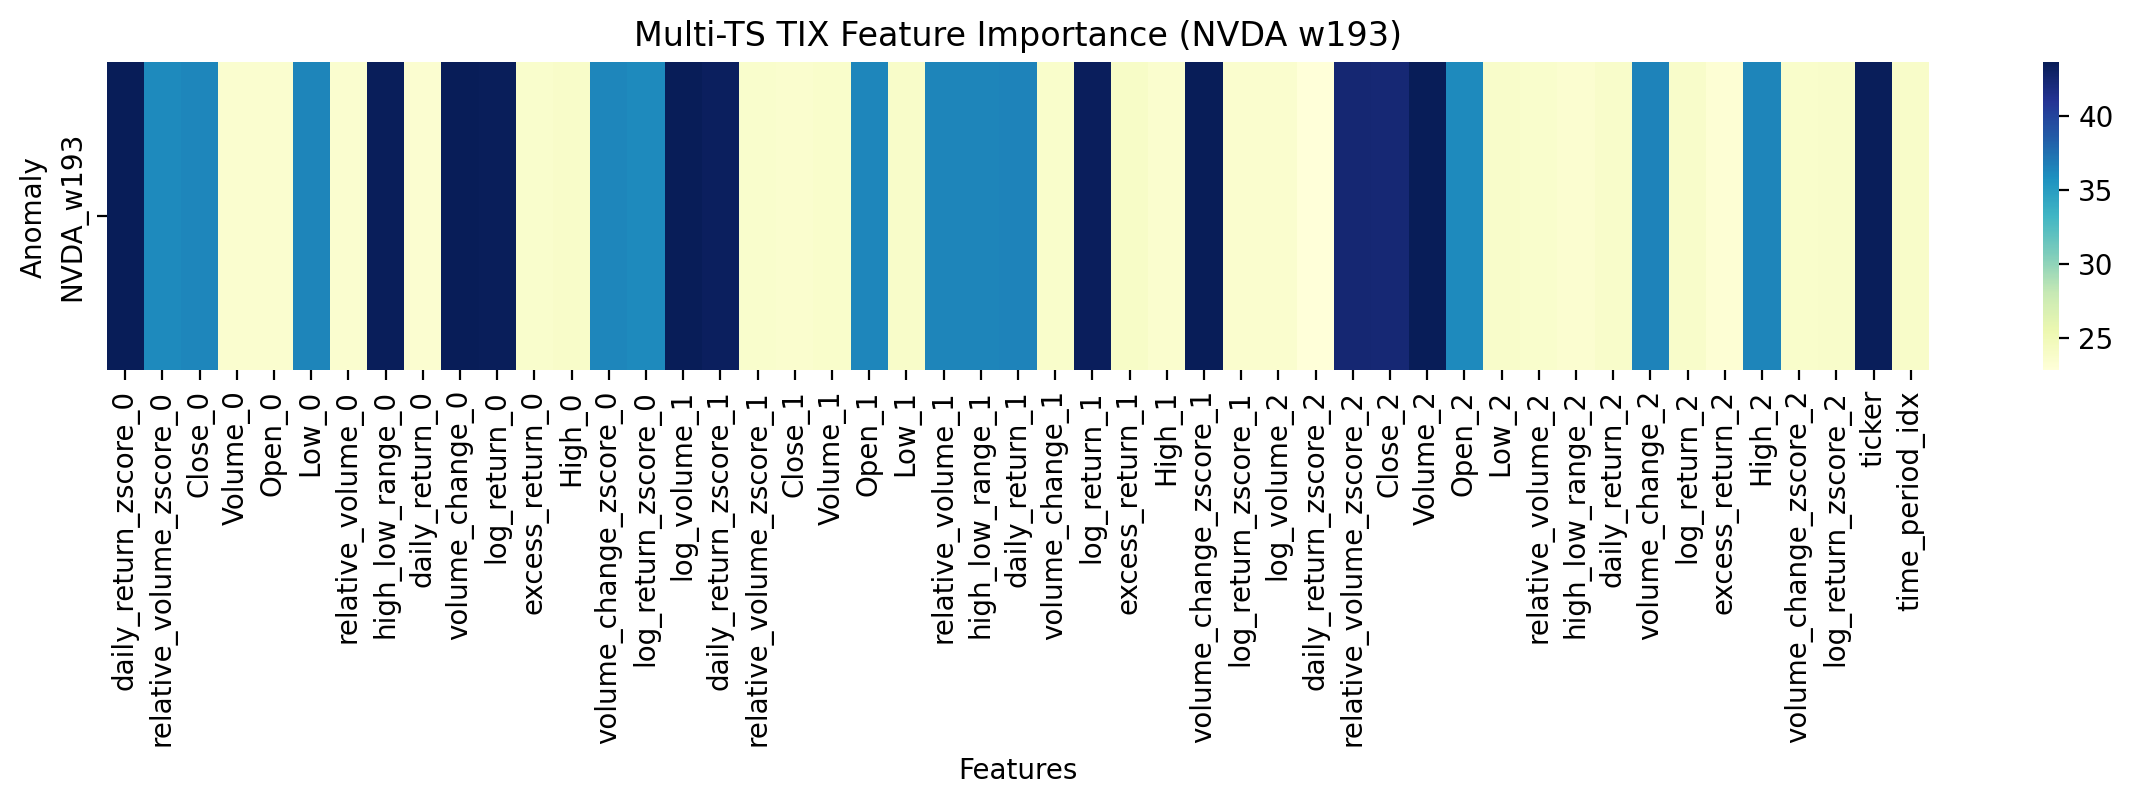 Multi-TS TIX Feature Importance (NVDA w193)
Anomaly
NVDA_w193
40
35
30
25
daily_return_zscore_0
relative_volume_zscore_0
Close_0
Volume_0
Open_0
Low_0
relative_volume_0
high_low_range_0
daily_return_0
volume_change_0
log_return_0
excess_return_0
High_0
volume_change_zscore_0
log_return_zscore_0
log_volume_1
daily_return_zscore_1
relative_volume_zscore_1
Close_1
Volume_1
Open_1
Low_1
relative_volume_1
high_low_range_1
daily_return_1
volume_change_1
log_return_1
excess_return_1
High_1
volume_change_zscore_1
log_return_zscore_1
log_volume_2
daily_return_zscore_2
relative_volume_zscore_2
Close_2
Volume_2
Open_2
Low_2
relative_volume_2
high_low_range_2
daily_return_2
volume_change_2
log_return_2
excess_return_2
High_2
volume_change_zscore_2
log_return_zscore_2
ticker
time_period_idx
Features